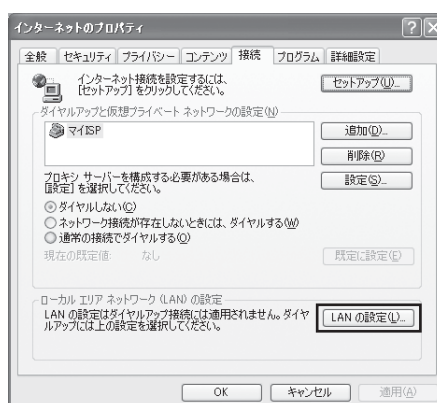 インターネットのプロパティ
全般 セキュリティ プライバシー コンテンツ 接続 プログラム 詳細設定
インターネット接続を設定するには、
[セットアップ] をクリックしてください。
セットアップ(U)...
ダイヤルアップと仮想プライベート ネットワークの設定(N)
マイISP
追加(D)...
削除(R)
プロキシ サーバーを構成する必要がある場合は、
[設定] を選択してください。
設定(S)...
ダイヤルしない(C)
ネットワーク接続が存在しないときには、ダイヤルする(W)
通常の接続でダイヤルする(O)
現在の既定値: なし
既定に設定(E)
ローカル エリア ネットワーク (LAN) の設定
LAN の設定はダイヤルアップ接続には適用されません。ダイヤ
ルアップには上の設定を選択してください。
LAN の設定(L)...
OK キャンセル 適用(A)